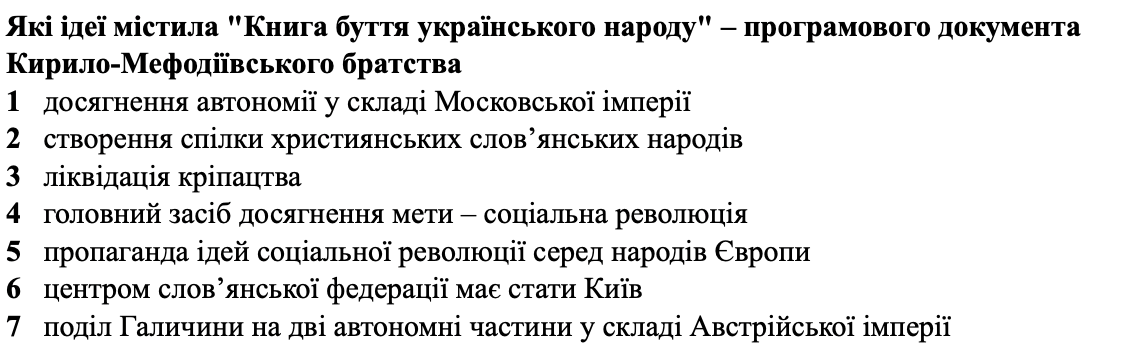 Які ідеї містила "Книга буття українського народу" – програмового документа
Кирило-Мефодіївського братства
1 досягнення автономії у складі Московської імперії
2 створення спілки християнських слов’янських народів
3 ліквідація кріпацтва
4 головний засіб досягнення мети – соціальна революція
5 пропаганда ідей соціальної революції серед народів Європи
6 центром слов’янської федерації має стати Київ
7 поділ Галичини на дві автономні частини у складі Австрійської імперії